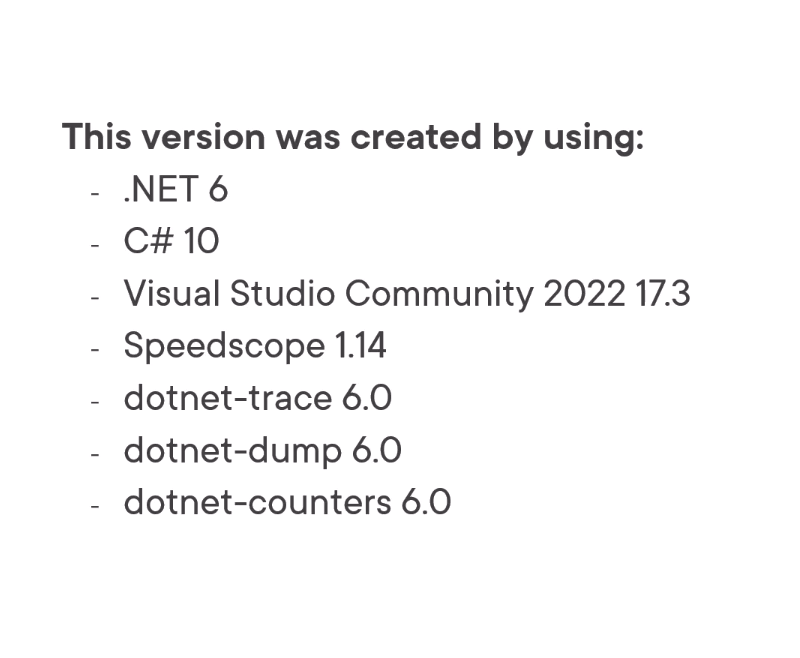 This version was created by using:
- .NET 6
- C# 10
- Visual Studio Community 2022 17.3
- Speedscope 1.14
- dotnet-trace 6.0
- dotnet-dump 6.0
- dotnet-counters 6.0